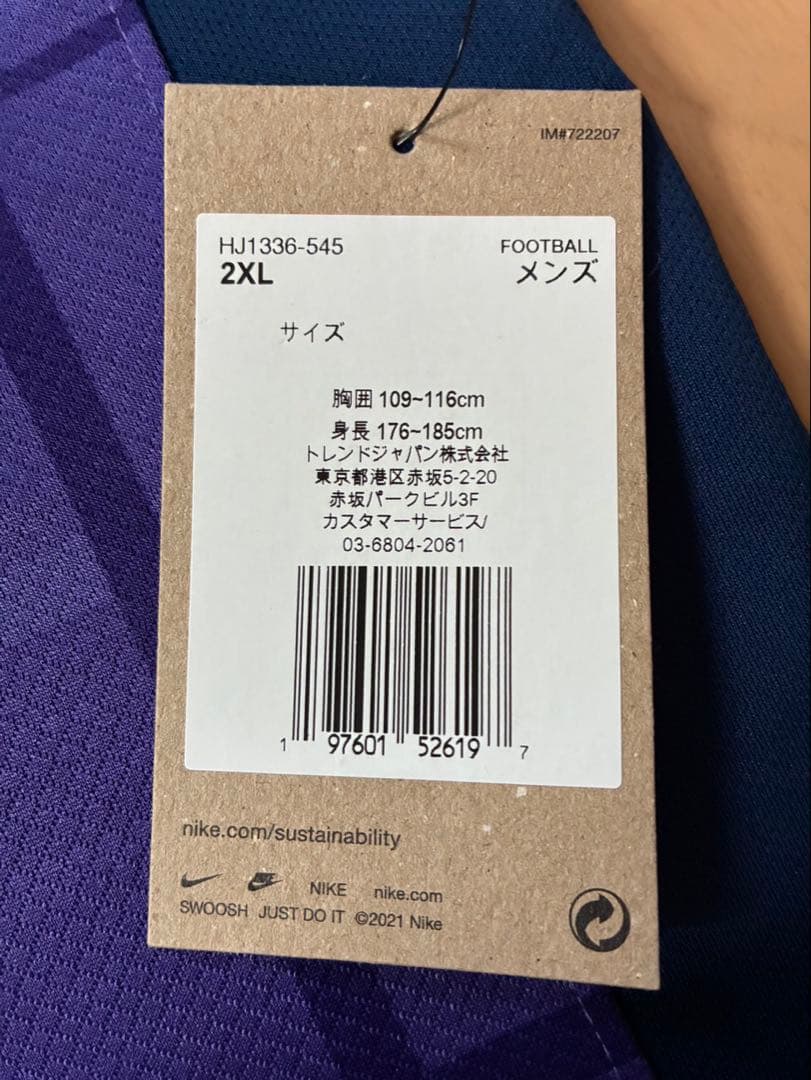 IM#722207
HJ1336-545
FOOTBALL
2XL
メンズ
サイズ
胸囲 109~116cm
身長 176~185cm
トレンドジャパン株式会社
東京都港区赤坂5-2-20
赤坂パークビル3F
カスタマーサービス/
03-6804-2061
1 97601 52619 7
nike.com/sustainability
NIKE nike.com
SWOOSH JUST DO IT ©2021 Nike